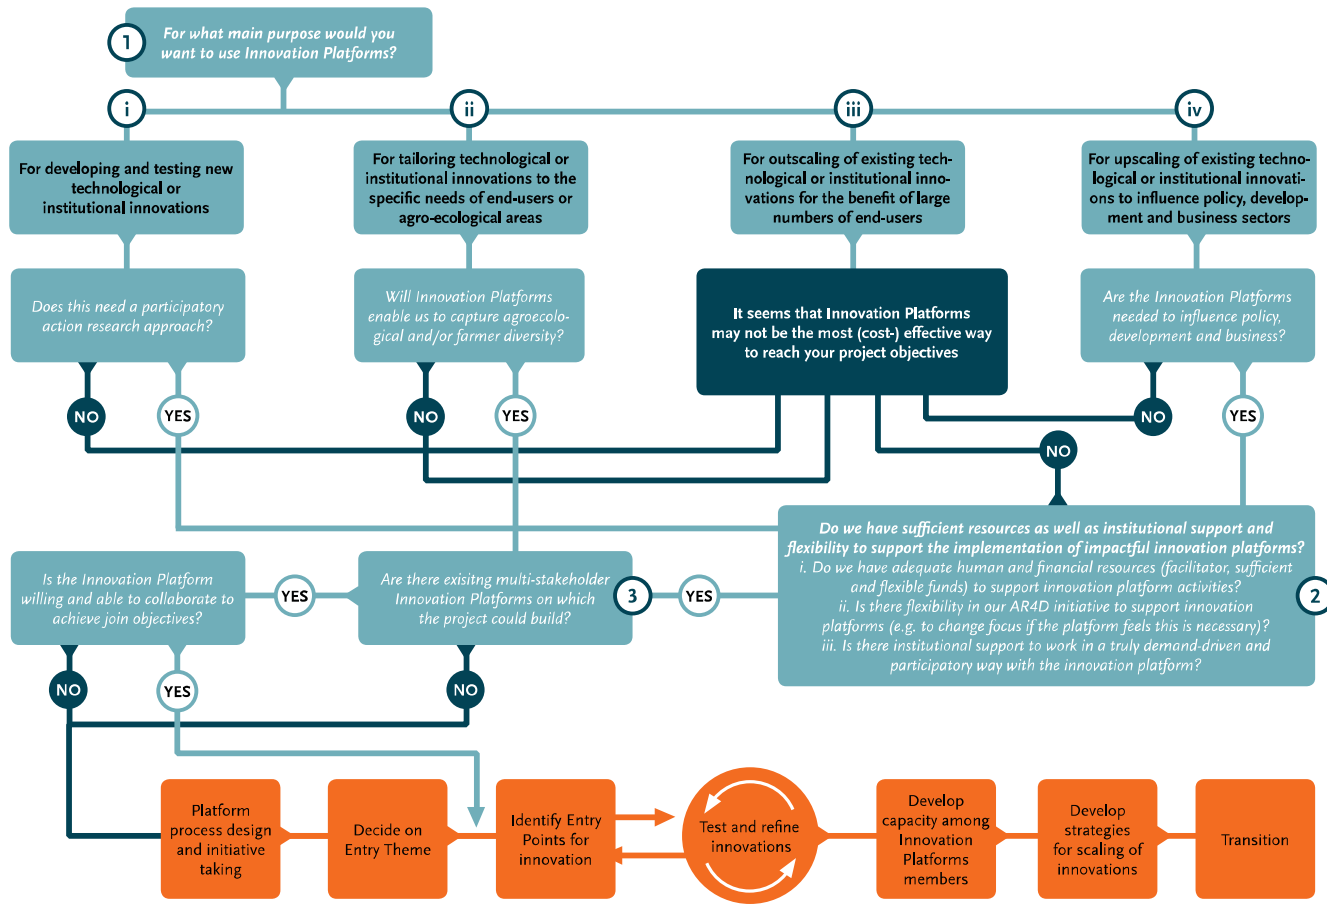 1
For what main purpose would you
want to use Innovation Platforms?
i
ii
iii
iv
For developing and testing new
technological or
institutional innovations
For tailoring technological or
institutional innovations to the
specific needs of end-users or
agro-ecological areas
For outscaling of existing tech-
nological or institutional inno-
vations for the benefit of large
numbers of end-users
For upscaling of existing techno-
logical or institutional innovati-
ons to influence policy, develop-
ment and business sectors
Does this need a participatory
action research approach?
Will Innovation Platforms
enable us to capture agroecolo-
gical and/or farmer diversity?
It seems that Innovation Platforms
may not be the most (cost-) effective way
to reach your project objectives
Are the Innovation Platforms
needed to influence policy,
development and business?
NO
YES
NO
YES
NO
YES
NO
Do we have sufficient resources as well as institutional support and
flexibility to support the implementation of impactful innovation platforms?
i. Do we have adequate human and financial resources (facilitator, sufficient
and flexible funds) to support innovation platform activities?
ii. Is there flexibility in our AR4D initiative to support innovation
platforms (e.g. to change focus if the platform feels this is necessary)?
iii. Is there institutional support to work in a truly demand-driven and
participatory way with the innovation platform?
2
YES
Are there exisitng multi-stakeholder
Innovation Platforms on which
the project could build?
3
YES
Is the Innovation Platform
willing and able to collaborate to
achieve join objectives?
NO
YES
NO
Platform
process design
and initiative
taking
Decide on
Entry Theme
Identify Entry
Points for
innovation
Test and refine
innovations
Develop
capacity among
Innovation
Platforms
members
Develop
strategies
for scaling of
innovations
Transition